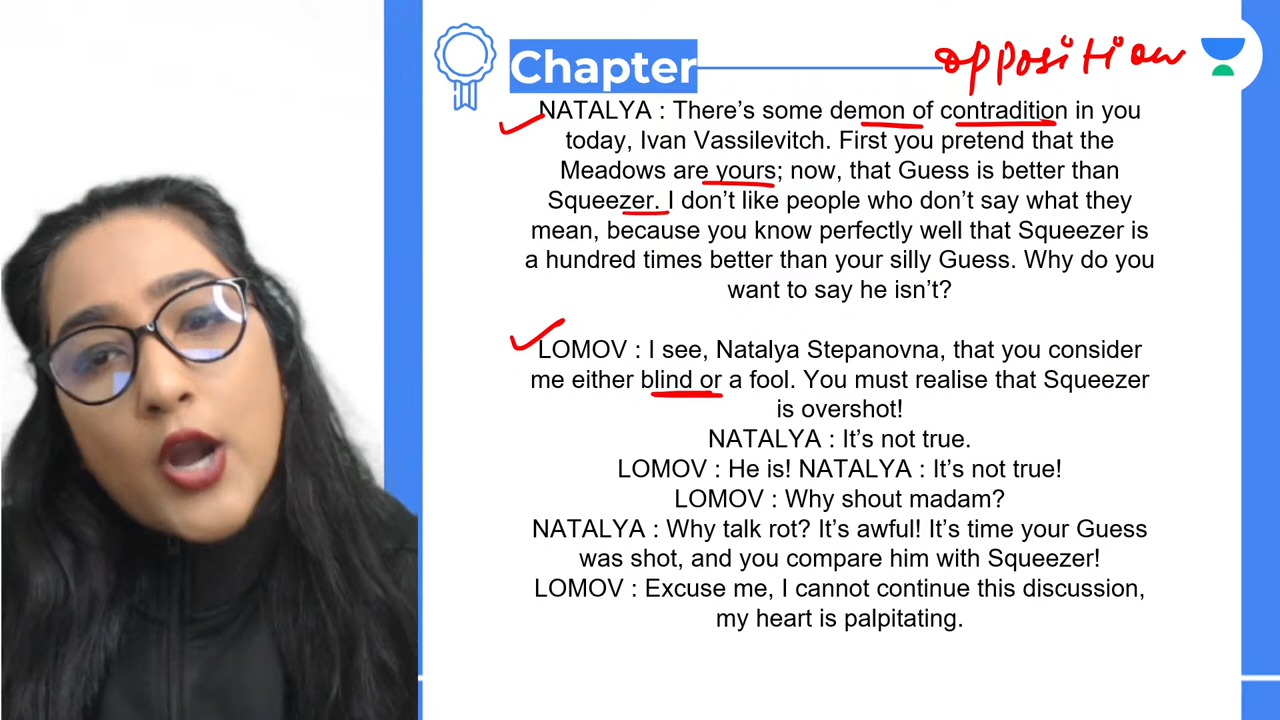 opposition
Chapter
NATALYA : There's some demon of contradition in you
today, Ivan Vassilevitch. First you pretend that the
Meadows are yours; now, that Guess is better than
Squeezer. I don't like people who don't say what they
mean, because you know perfectly well that Squeezer is
a hundred times better than your silly Guess. Why do you
want to say he isn't?
LOMOV : I see, Natalya Stepanovna, that you consider
me either blind or a fool. You must realise that Squeezer
is overshot!
NATALYA : It's not true.
LOMOV : He is! NATALYA : It's not true!
LOMOV : Why shout madam?
NATALYA : Why talk rot? It's awful! It's time your Guess
was shot, and you compare him with Squeezer!
LOMOV : Excuse me, I cannot continue this discussion,
my heart is palpitating.